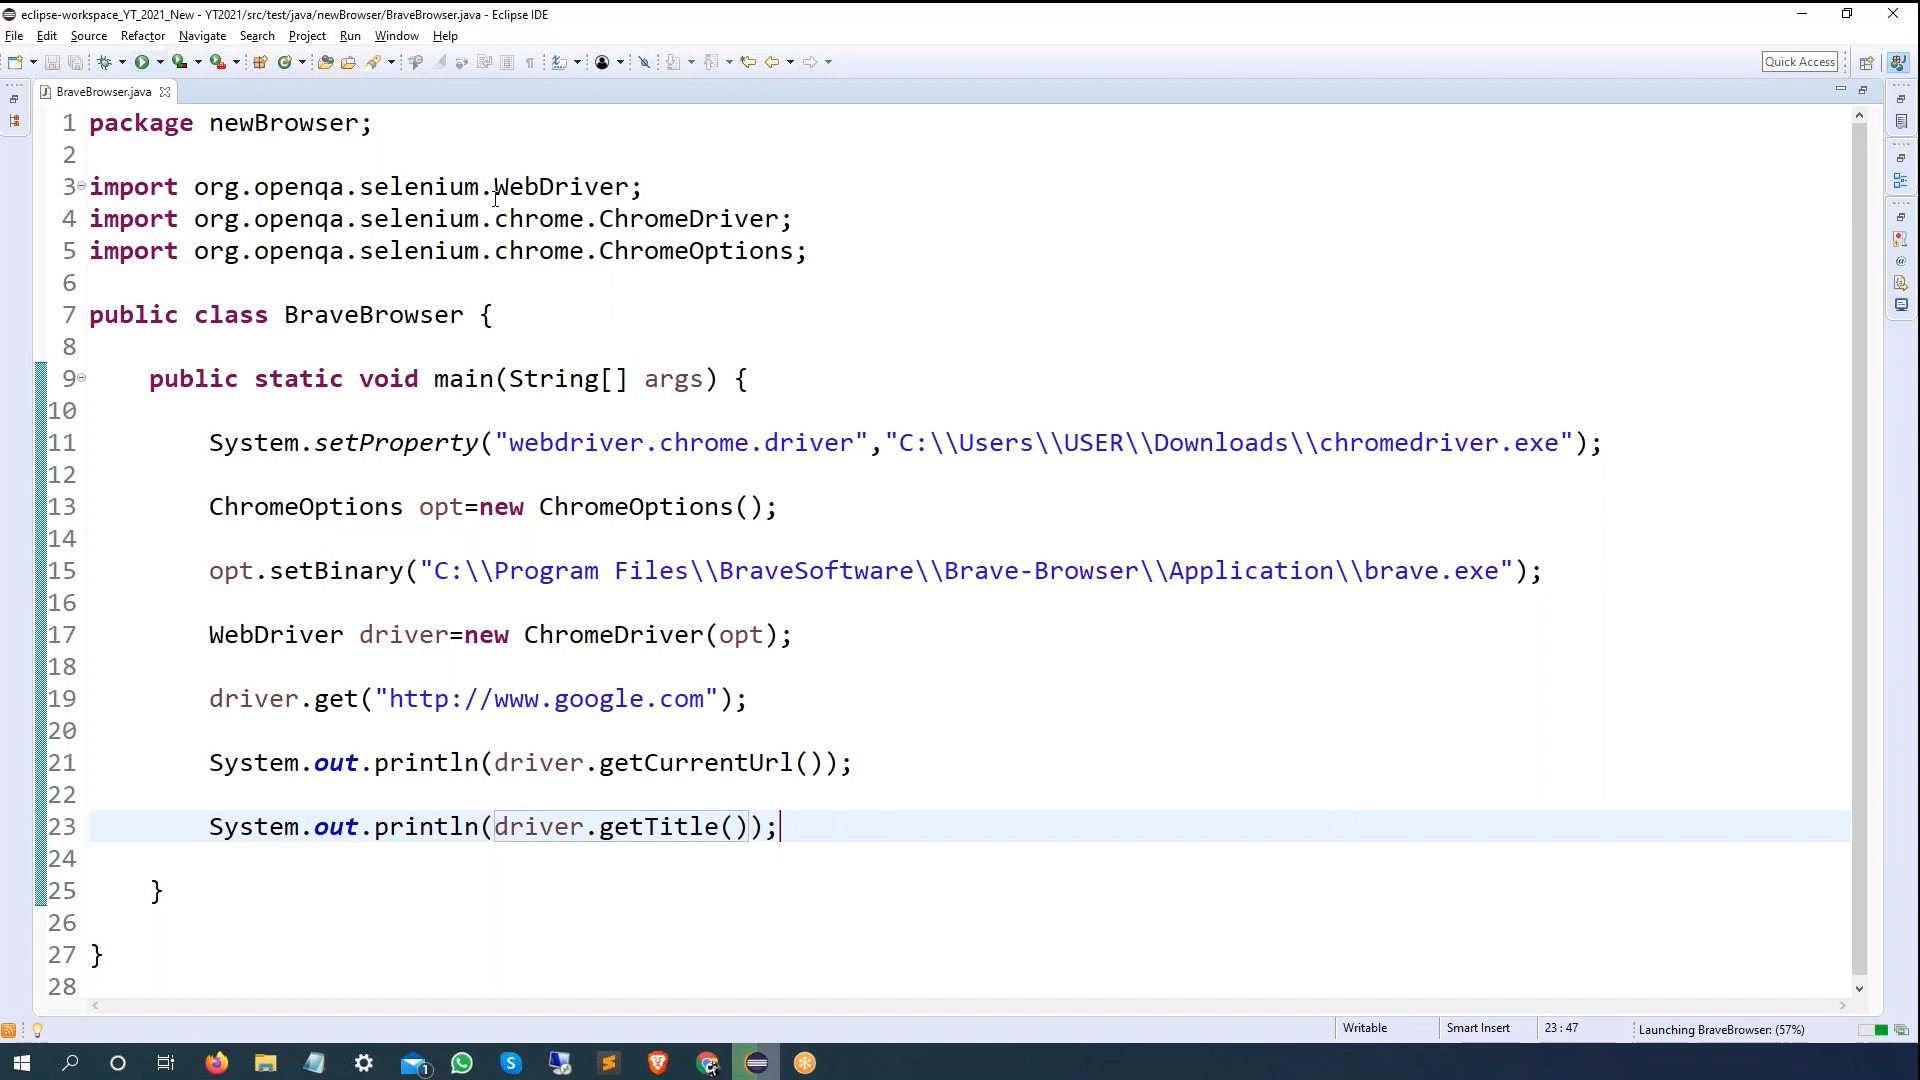 eclipse-workspace_YT_2021_New - YT2021/src/test/java/newBrowser/BraveBrowser.java - Eclipse IDE
File Edit Source Refactor Navigate Search Project Run Window Help
Quick Access
BraveBrowser.java
1 package newBrowser;
2
3 import org.openqa.selenium.WebDriver;
4 import org.openqa.selenium.chrome.ChromeDriver;
5 import org.openqa.selenium.chrome.ChromeOptions;
6
7 public class BraveBrowser {
8
9 public static void main(String[] args) {
10
11 System.setProperty("webdriver.chrome.driver","C:\\Users\\USER\\Downloads\\chromedriver.exe");
12
13 ChromeOptions opt=new ChromeOptions();
14
15 opt.setBinary("C:\\Program Files\\BraveSoftware\\Brave-Browser\\Application\\brave.exe");
16
17 WebDriver driver=new ChromeDriver(opt);
18
19 driver.get("http://www.google.com");
20
21 System.out.println(driver.getCurrentUrl());
22
23 System.out.println(driver.getTitle());
24
25 }
26
27 }
28
Writable Smart Insert 23 : 47 Launching BraveBrowser: (57%)
1